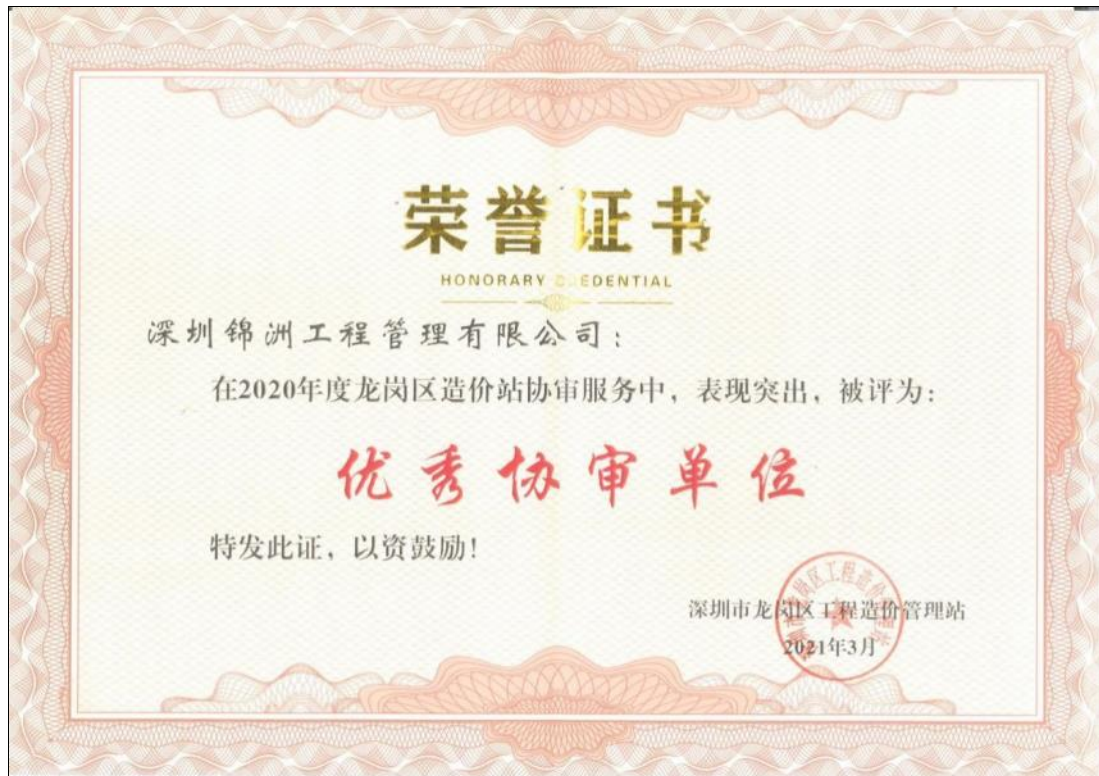 荣誉证书
HONORARY CREDENTIAL
深圳锦洲工程管理有限公司：
在2020年度龙岗区造价站协审服务中，表现突出，被评为：
优秀协审单位
特发此证，以资鼓励！
深圳市龙岗区工程造价管理站
2021年3月